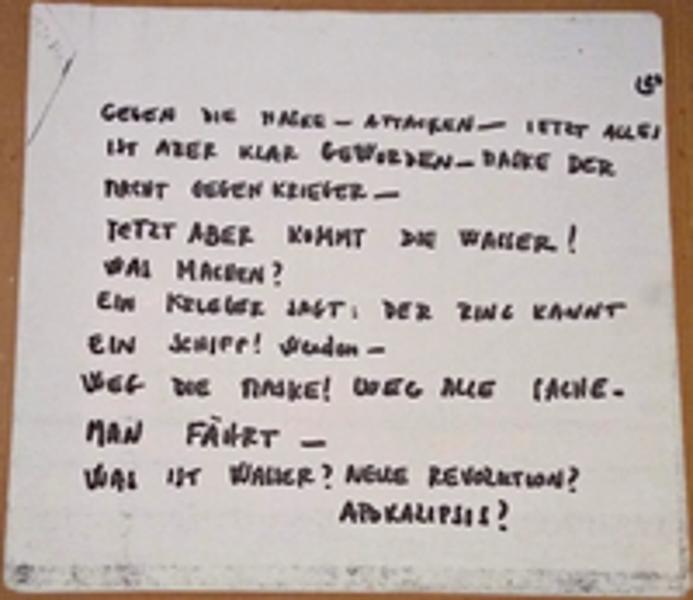 15°
GEGEN DIE MASKE – ATTACKEN – JETZT ALLES
IST ABER KLAR GEWORDEN – MASKE DER
MACHT GEGEN KRIEGER –
JETZT ABER KOMMT DIE WASSER!
WAS MACHEN?
EIN KRIEGER SAGT: DER RING KANNT
EIN SCHIFF! werden –
WEG DIE MASKE! WEG ALLE SACHE –
MAN FÄHRT –
WAS IST WASSER? NEUE REVOLUTION?
APOKALIPSIS?